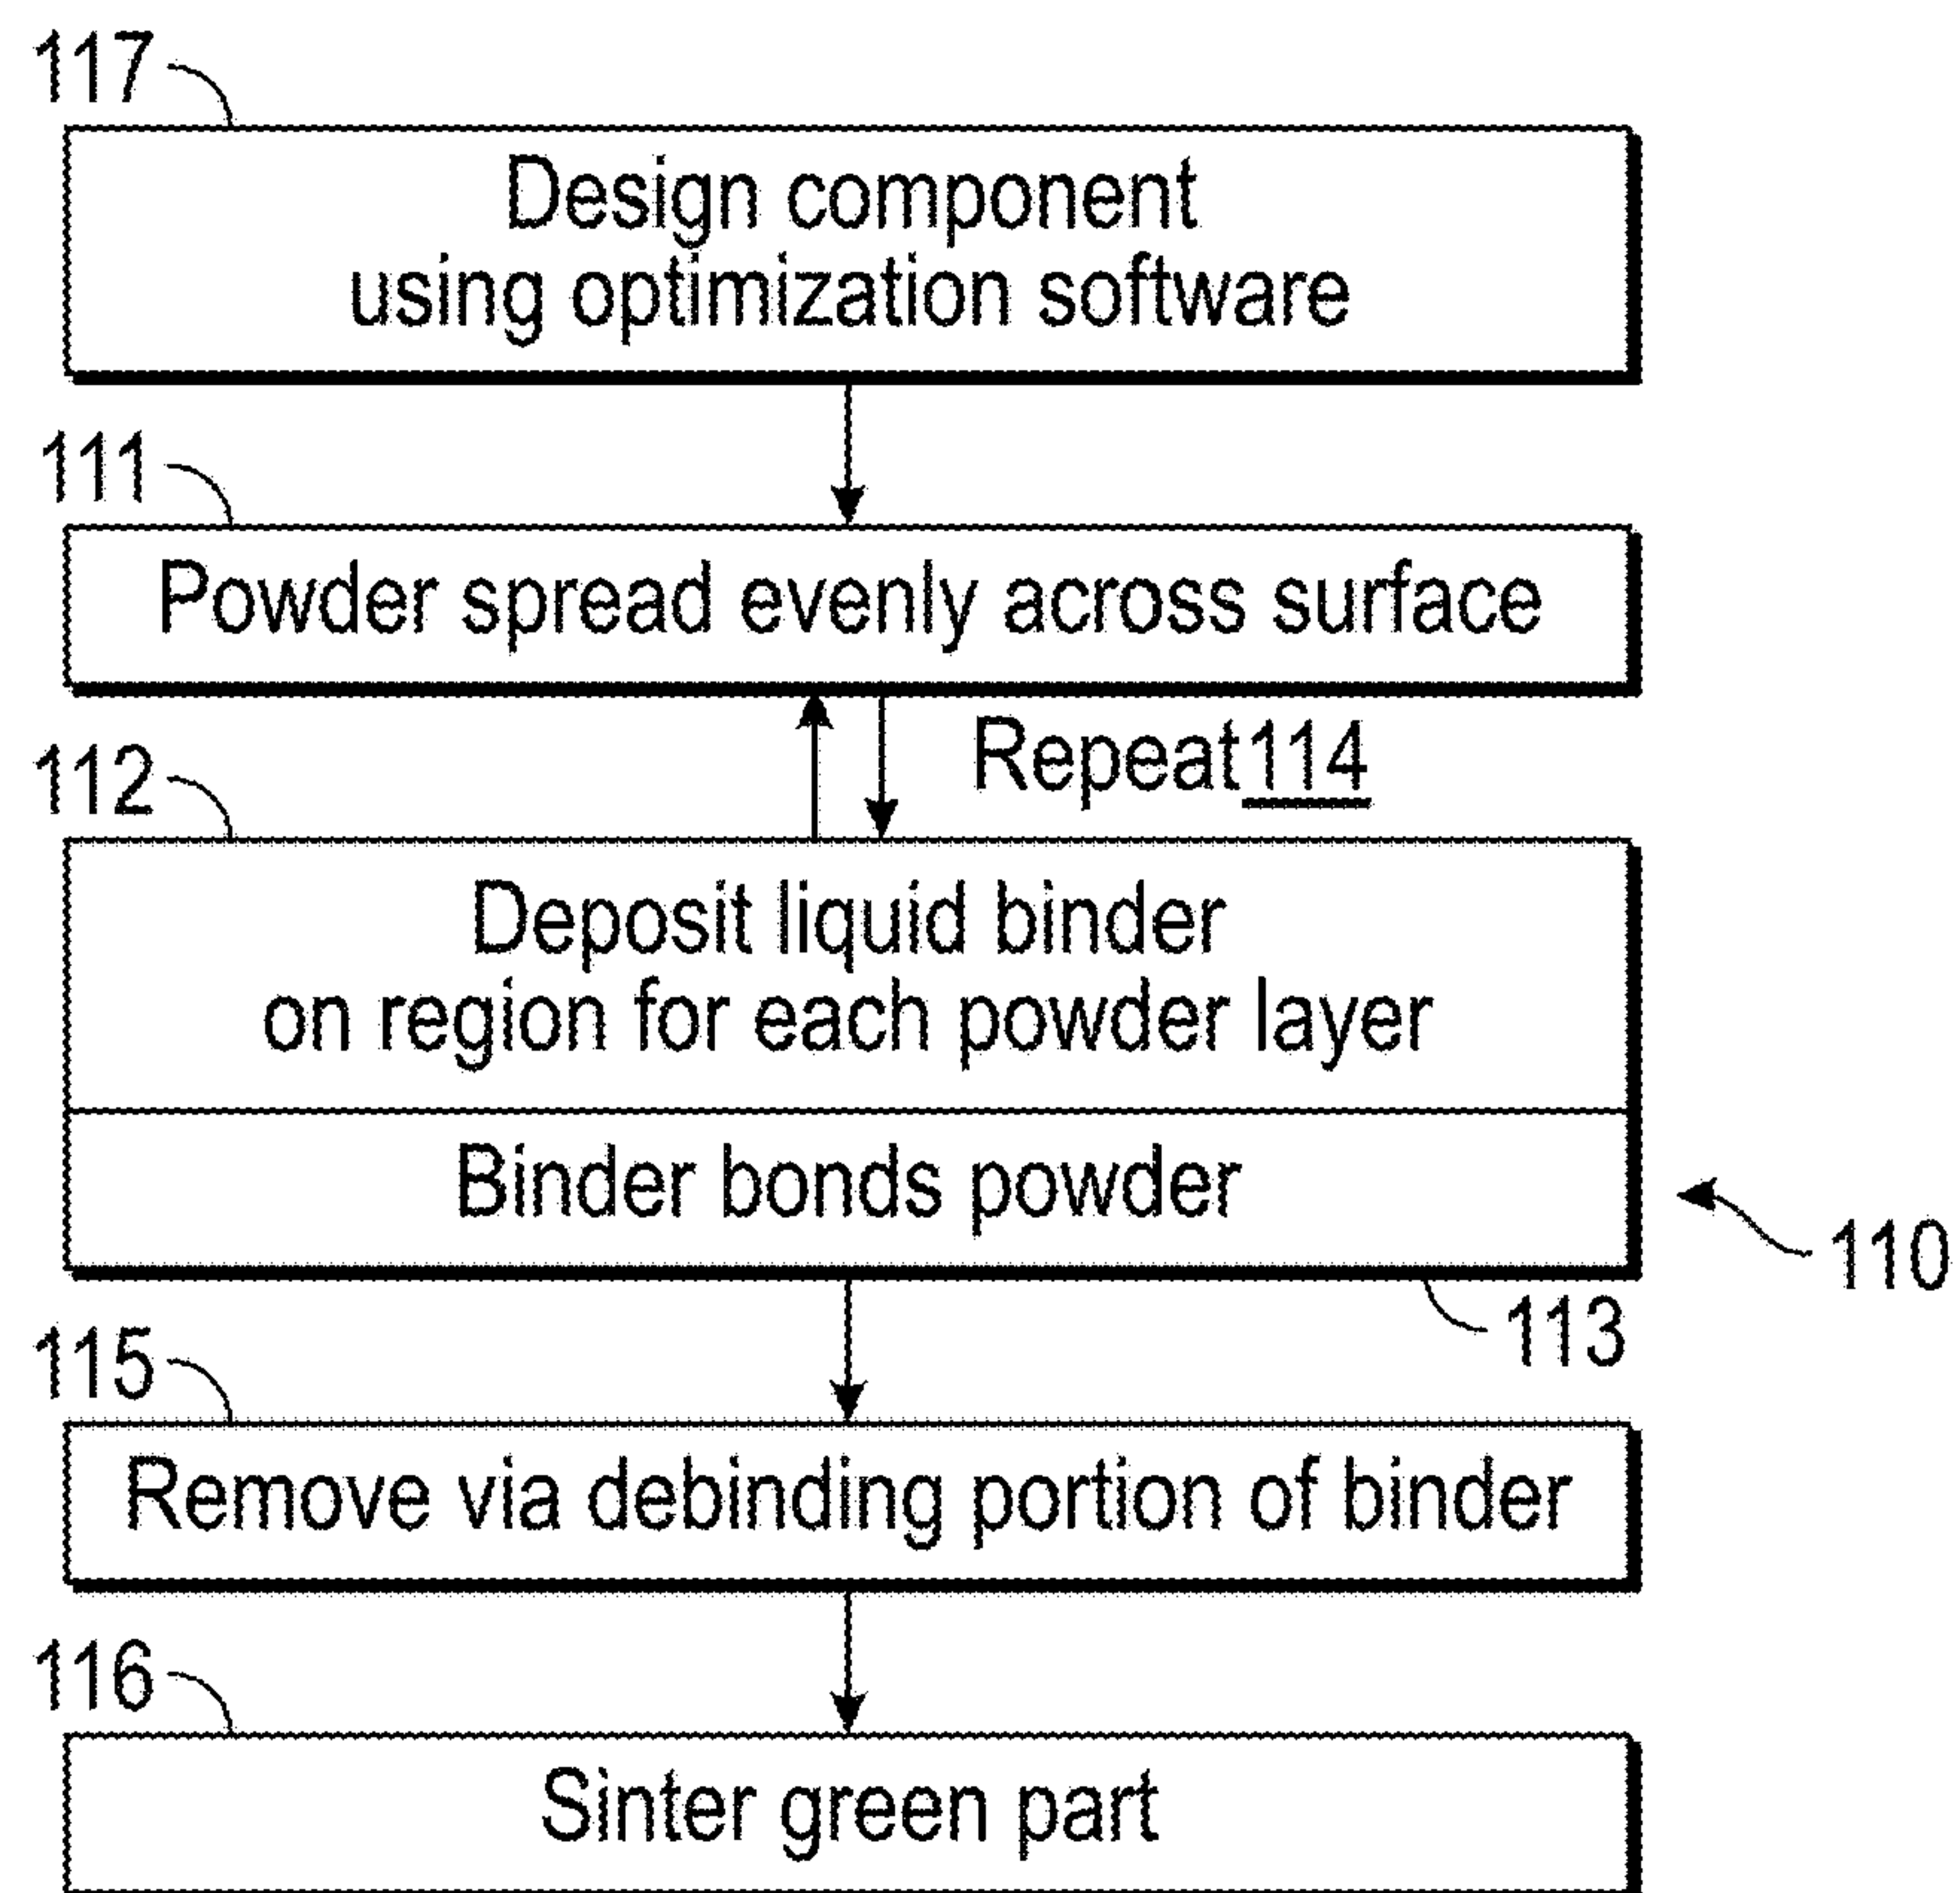 117
Design component
using optimization software
111
Powder spread evenly across surface
Repeat 114
112
Deposit liquid binder
on region for each powder layer
Binder bonds powder
110
113
115
Remove via debinding portion of binder
116
Sinter green part